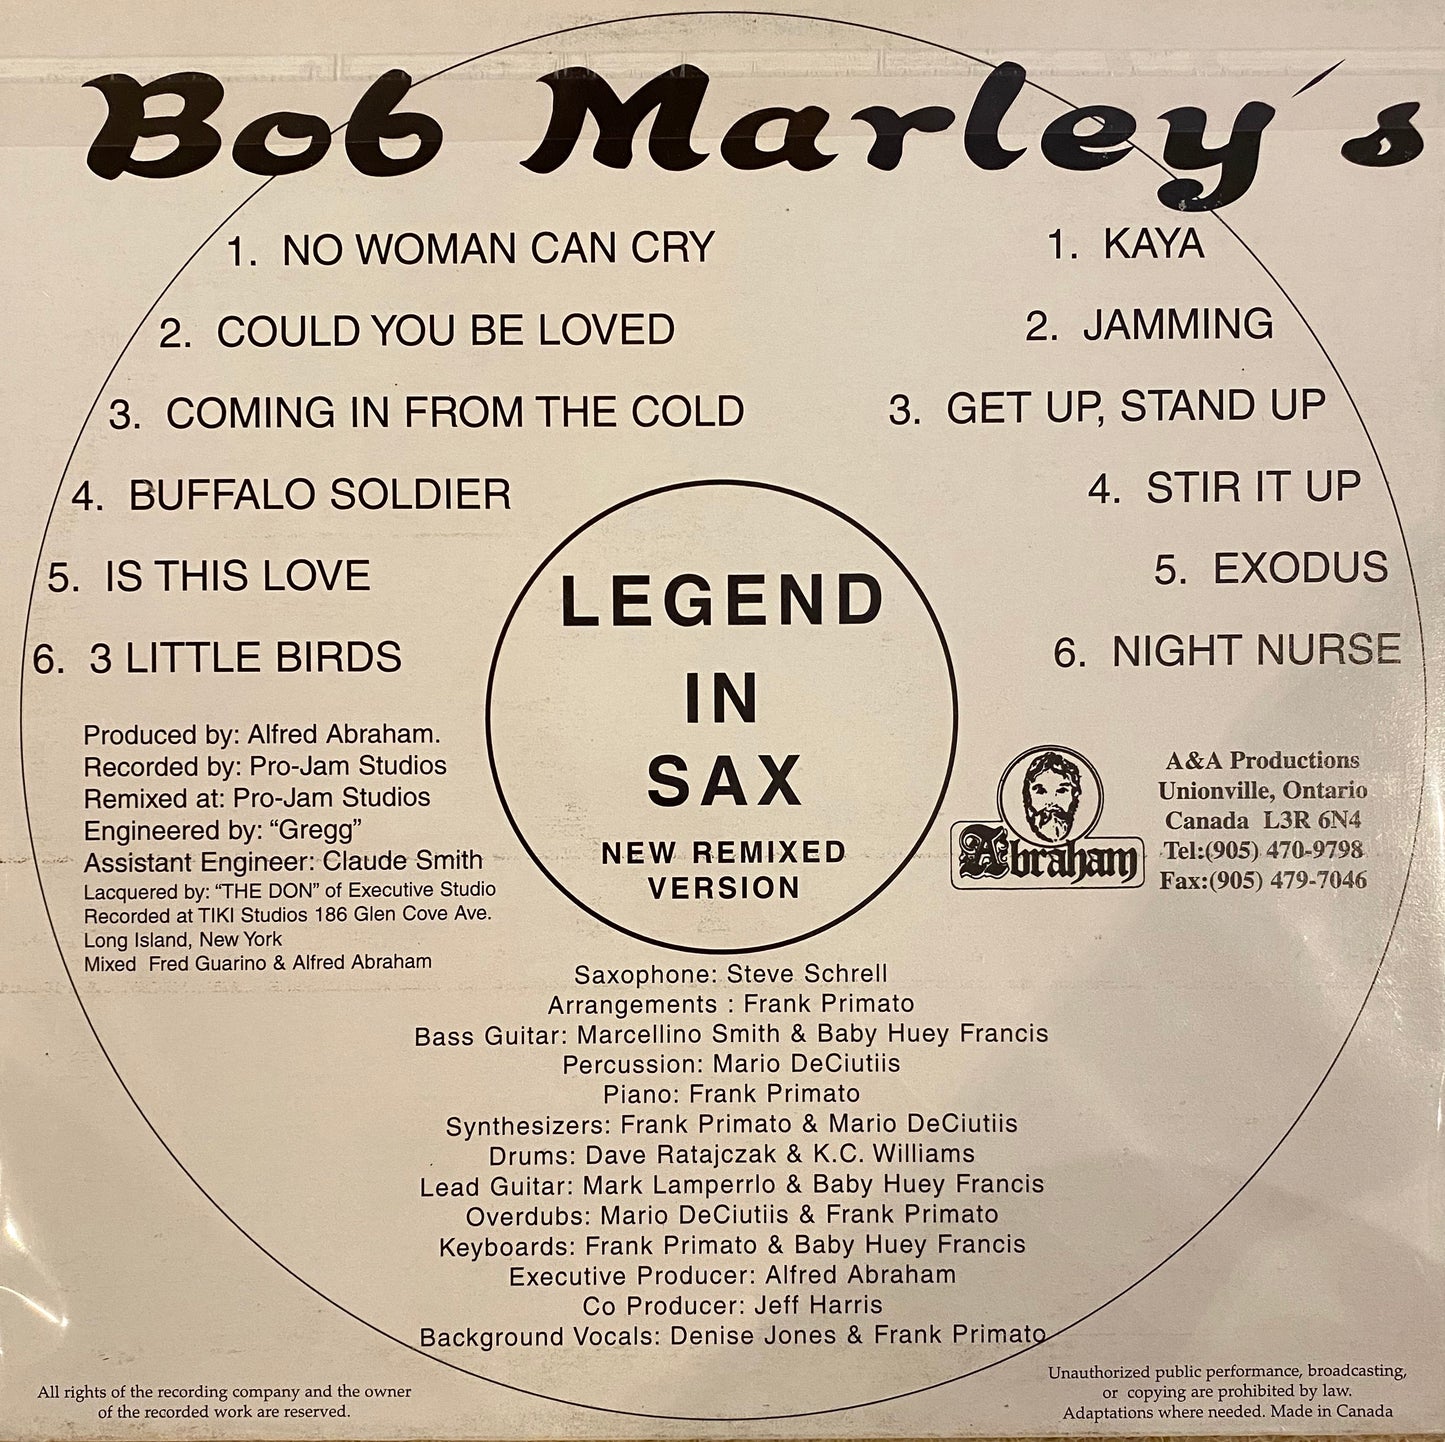 Bob Marley's
1. NO WOMAN CAN CRY
2. COULD YOU BE LOVED
3. COMING IN FROM THE COLD
4. BUFFALO SOLDIER
5. IS THIS LOVE
6. 3 LITTLE BIRDS
1. KAYA
2. JAMMING
3. GET UP, STAND UP
4. STIR IT UP
5. EXODUS
6. NIGHT NURSE
LEGEND
IN
SAX
NEW REMIXED
VERSION
Produced by: Alfred Abraham.
Recorded by: Pro-Jam Studios
Remixed at: Pro-Jam Studios
Engineered by: “Gregg”
Assistant Engineer: Claude Smith
Lacquered by: “THE DON” of Executive Studio
Recorded at TIKI Studios 186 Glen Cove Ave.
Long Island, New York
Mixed Fred Guarino & Alfred Abraham
Abraham
A&A Productions
Unionville, Ontario
Canada L3R 6N4
Tel:(905) 470-9798
Fax:(905) 479-7046
Saxophone: Steve Schrell
Arrangements : Frank Primato
Bass Guitar: Marcellino Smith & Baby Huey Francis
Percussion: Mario DeCiutiis
Piano: Frank Primato
Synthesizers: Frank Primato & Mario DeCiutiis
Drums: Dave Ratajczak & K.C. Williams
Lead Guitar: Mark Lamperrlo & Baby Huey Francis
Overdubs: Mario DeCiutiis & Frank Primato
Keyboards: Frank Primato & Baby Huey Francis
Executive Producer: Alfred Abraham
Co Producer: Jeff Harris
Background Vocals: Denise Jones & Frank Primato
All rights of the recording company and the owner
of the recorded work are reserved.
Unauthorized public performance, broadcasting,
or copying are prohibited by law.
Adaptations where needed. Made in Canada